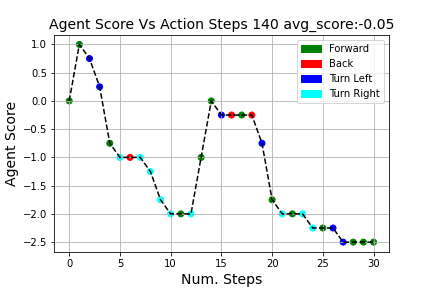 Agent Score Vs Action Steps 140 avg_score:-0.05
Forward
Back
Turn Left
Turn Right
Agent Score
1.0
0.5
0.0
−0.5
−1.0
−1.5
−2.0
−2.5
0 5 10 15 20 25 30
Num. Steps